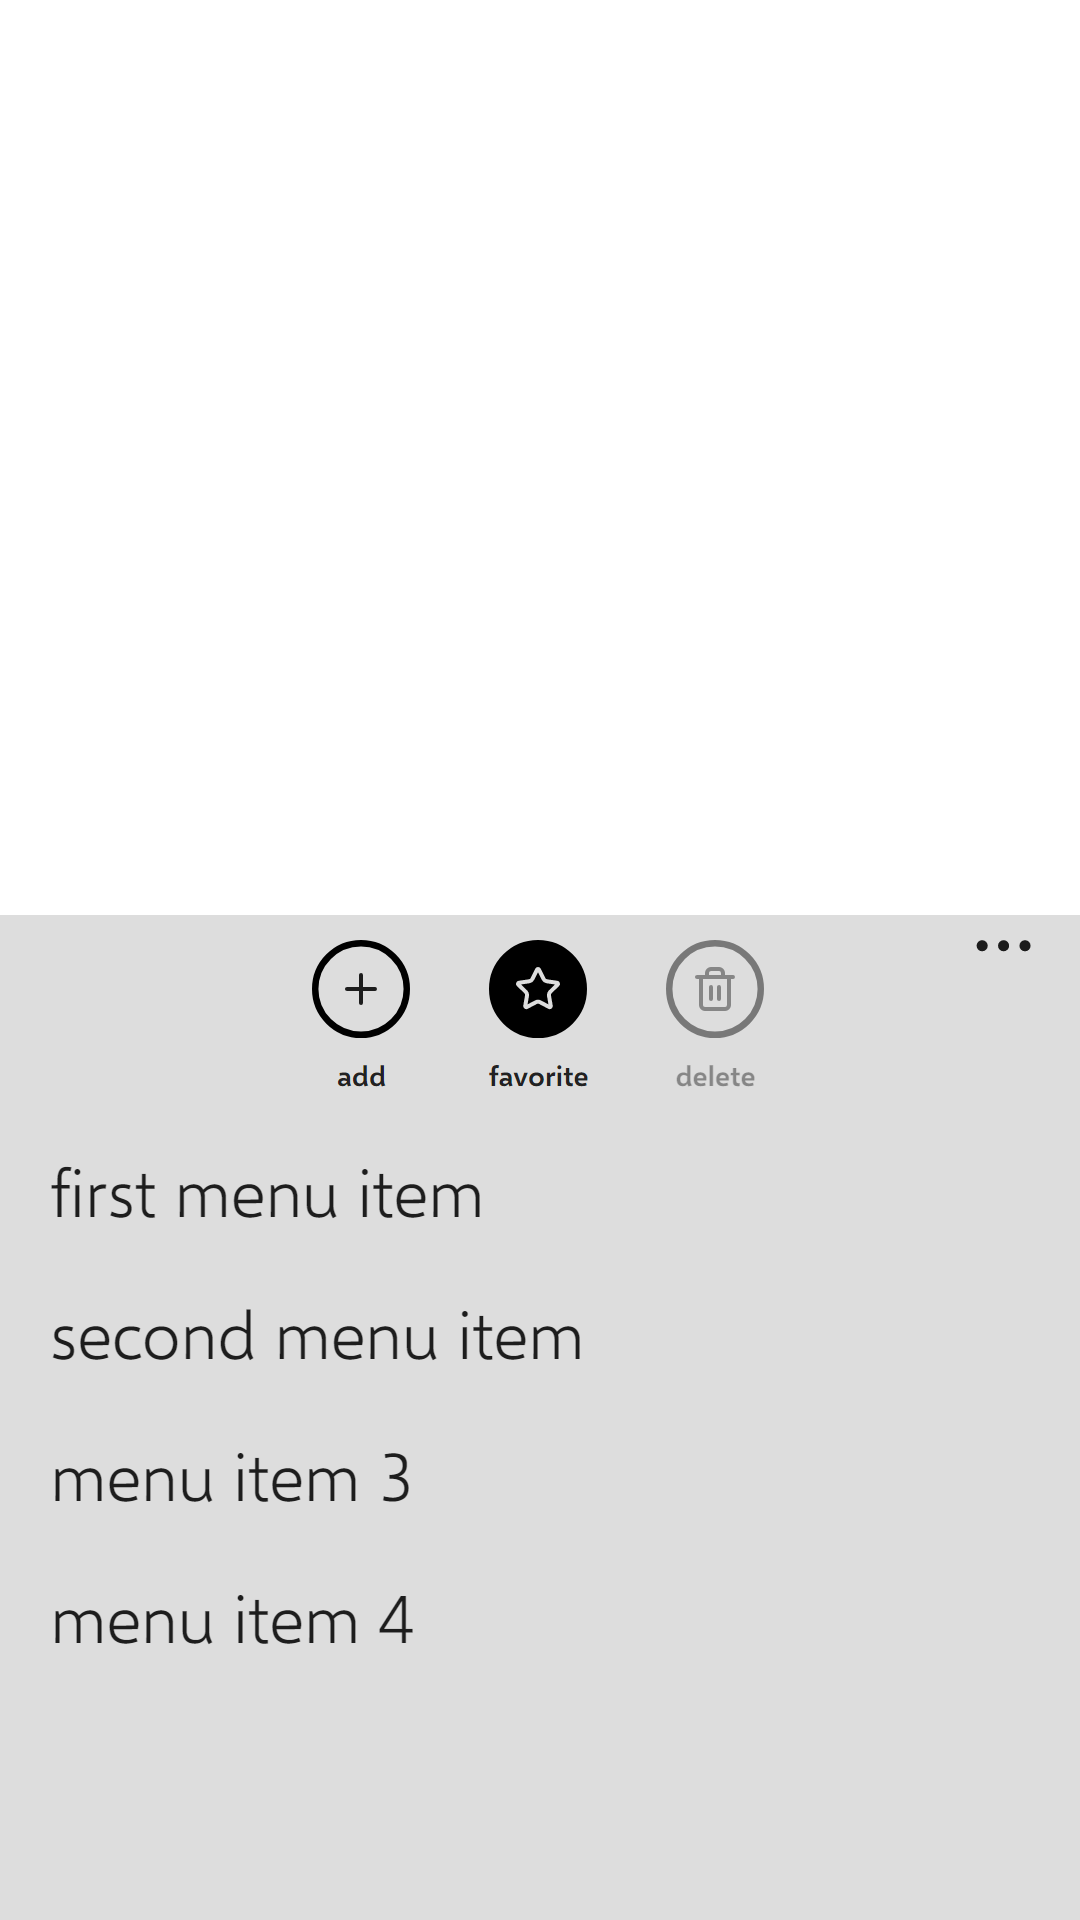 add favorite delete
first menu item
second menu item
menu item 3
menu item 4